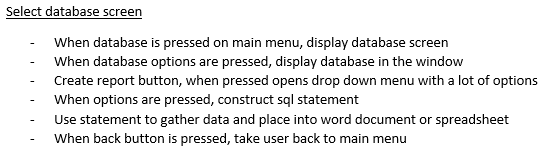 Select database screen
- When database is pressed on main menu, display database screen
- When database options are pressed, display database in the window
- Create report button, when pressed opens drop down menu with a lot of options
- When options are pressed, construct sql statement
- Use statement to gather data and place into word document or spreadsheet
- When back button is pressed, take user back to main menu